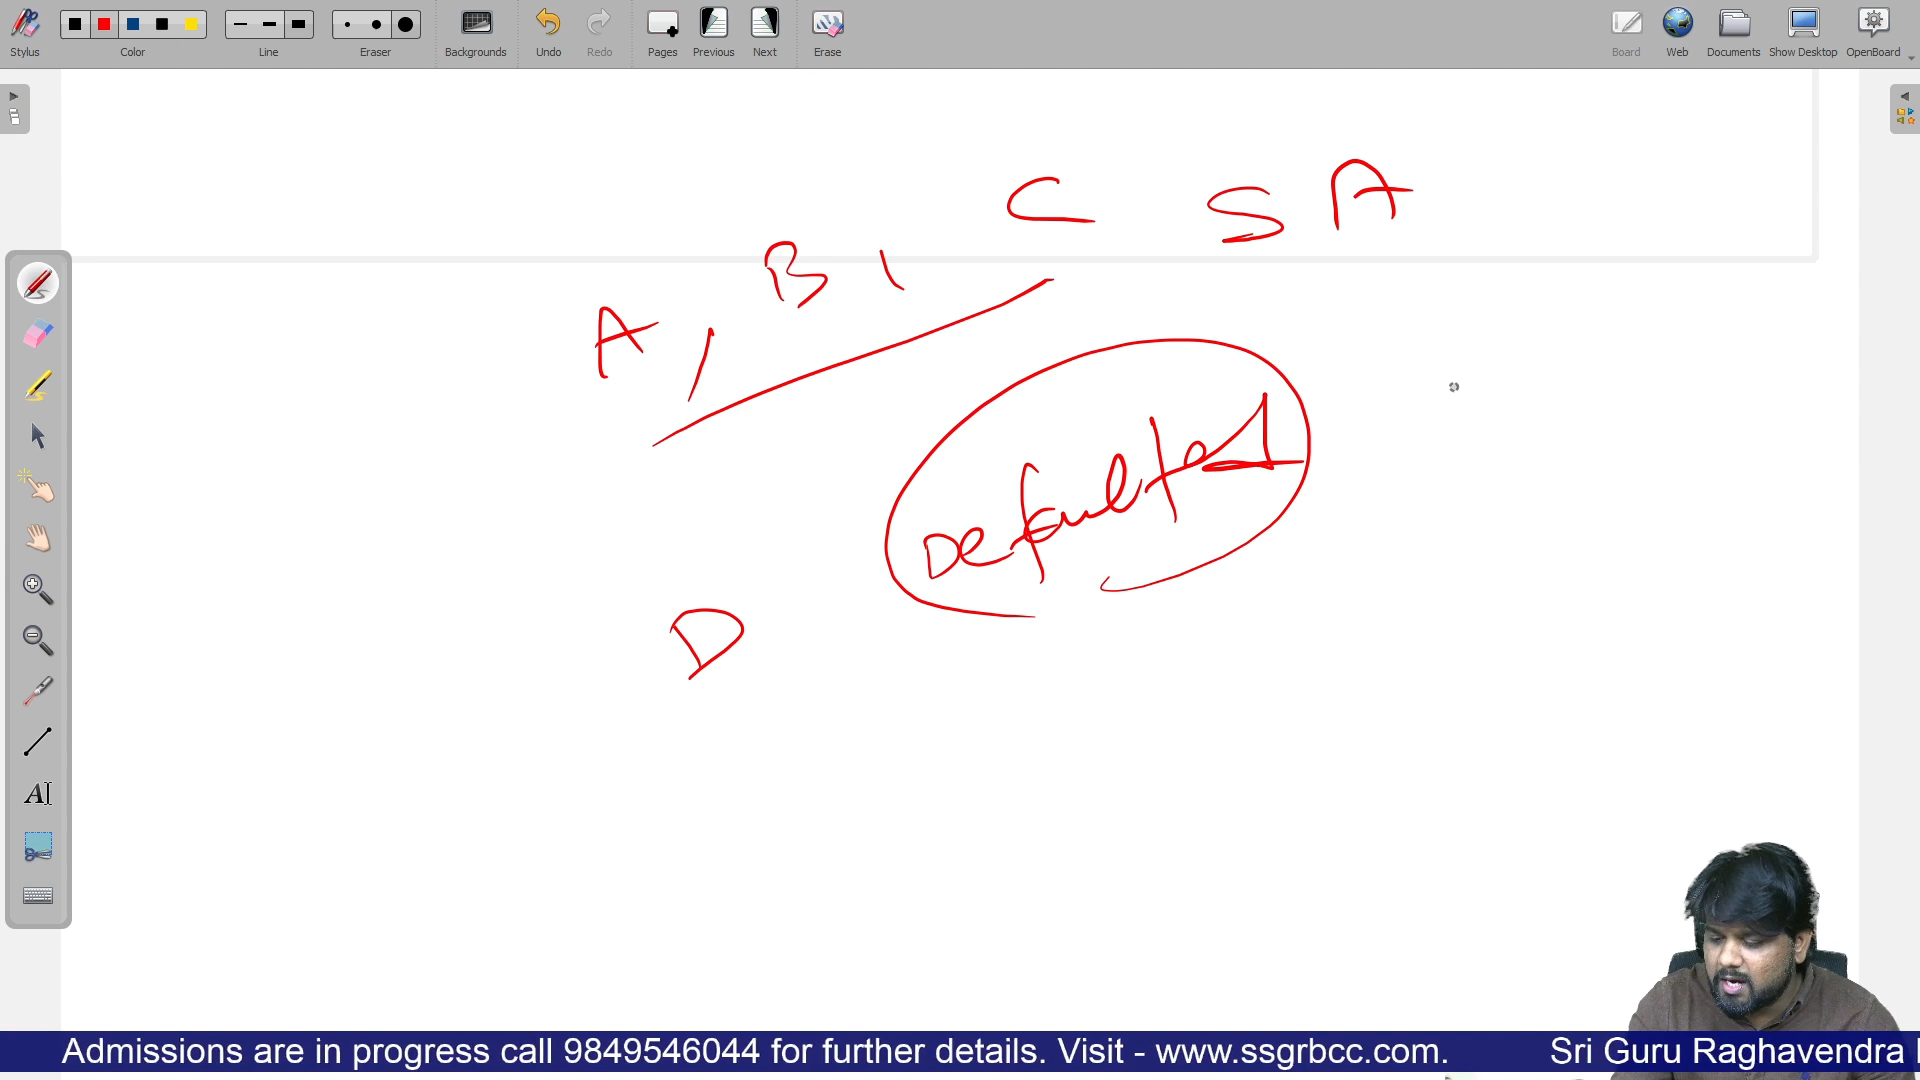 Stylus Color Line Eraser Backgrounds Undo Redo Pages Previous Next Erase Board Web Documents Show Desktop OpenBoard
C S A
A, B,
Defaulted
D
Admissions are in progress call 9849546044 for further details. Visit - www.ssgrbcc.com. Sri Guru Raghavendra